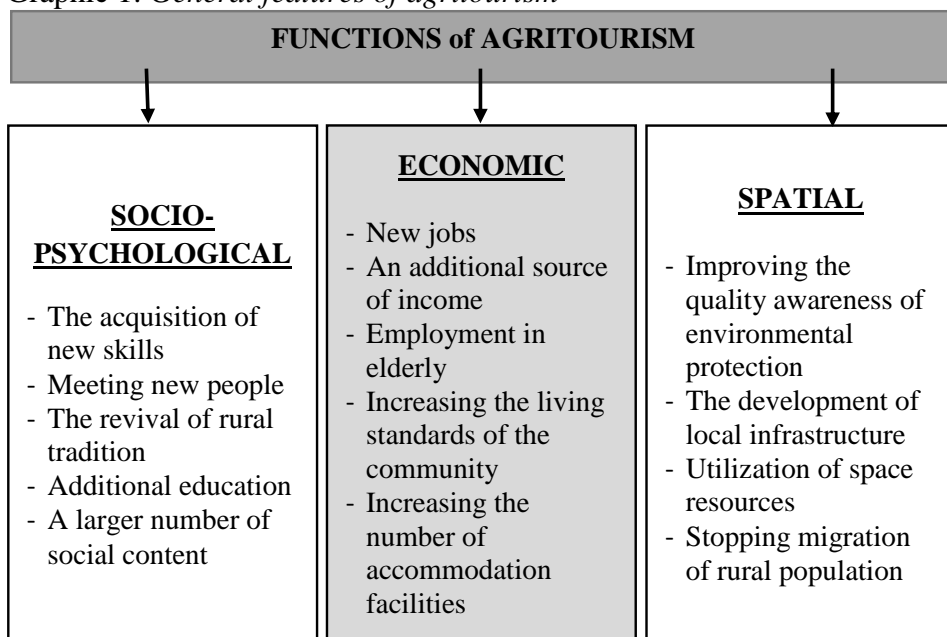 Graphic 1. General features of agritourism
FUNCTIONS of AGRITOURISM
SOCIO-
PSYCHOLOGICAL
- The acquisition of
new skills
- Meeting new people
- The revival of rural
tradition
- Additional education
- A larger number of
social content
ECONOMIC
- New jobs
- An additional source
of income
- Employment in
elderly
- Increasing the living
standards of the
community
- Increasing the
number of
accommodation
facilities
SPATIAL
- Improving the
quality awareness of
environmental
protection
- The development of
local infrastructure
- Utilization of space
resources
- Stopping migration
of rural population